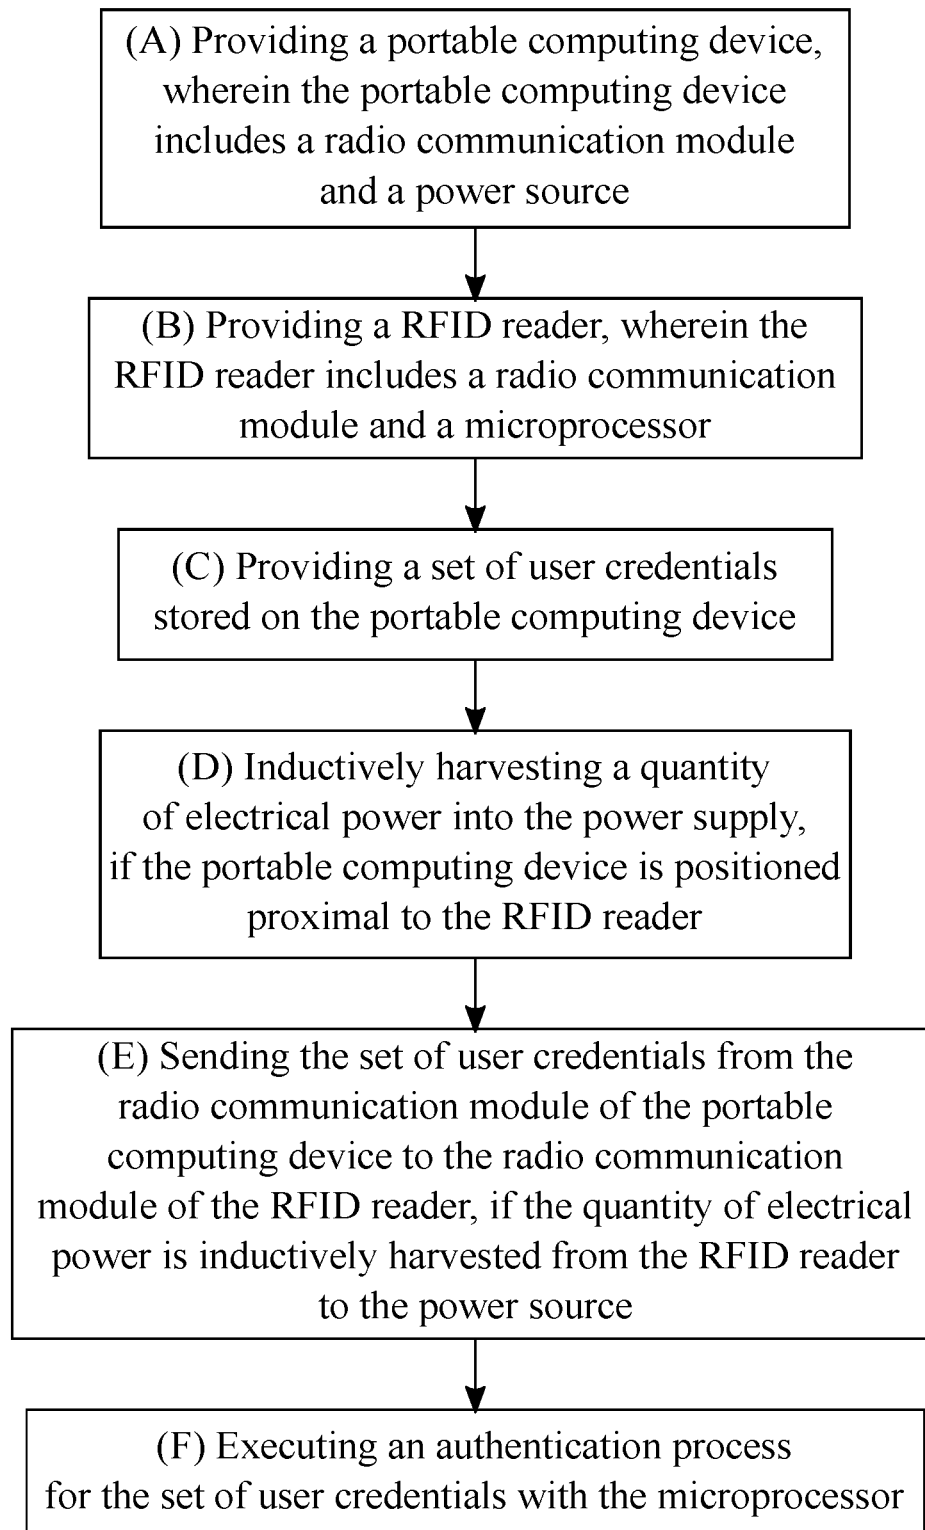 (A) Providing a portable computing device,
wherein the portable computing device
includes a radio communication module
and a power source
(B) Providing a RFID reader, wherein the
RFID reader includes a radio communication
module and a microprocessor
(C) Providing a set of user credentials
stored on the portable computing device
(D) Inductively harvesting a quantity
of electrical power into the power supply,
if the portable computing device is positioned
proximal to the RFID reader
(E) Sending the set of user credentials from the
radio communication module of the portable
computing device to the radio communication
module of the RFID reader, if the quantity of electrical
power is inductively harvested from the RFID reader
to the power source
(F) Executing an authentication process
for the set of user credentials with the microprocessor